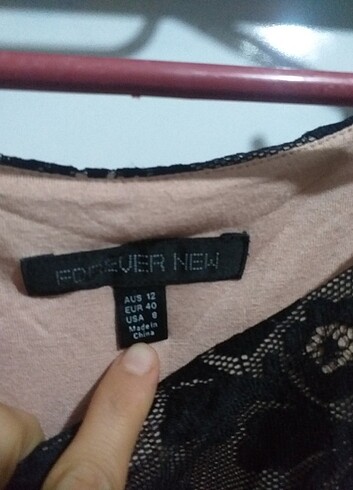 FOREVER NEW
AUS 12
EUR 40
USA 8
Made in
China